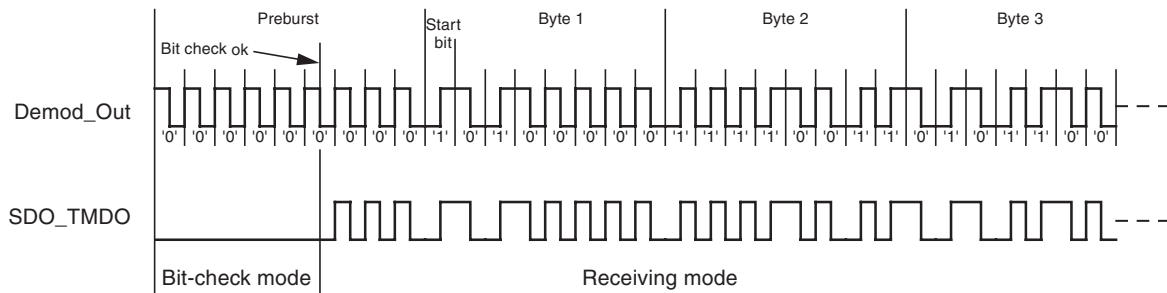 Preburst
Start
bit
Byte 1
Byte 2
Byte 3
Bit check ok
Demod_Out
'0' '0' '0' '0' '0' '0' '0' '0' '0' '1' '0' '1' '0' '0' '0' '0' '0' '1' '1' '1' '1' '0' '0' '1' '1' '0' '1' '0' '1' '1' '0' '0'
SDO_TMDO
Bit-check mode
Receiving mode